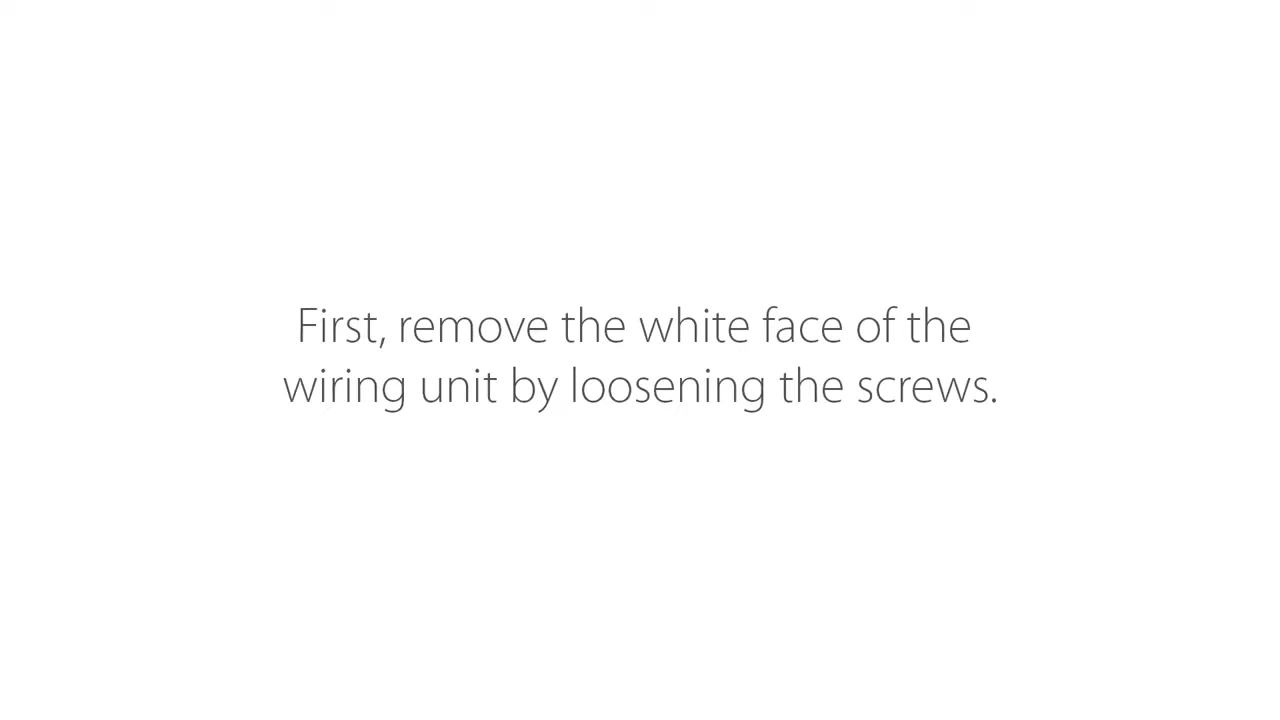 First, remove the white face of the
wiring unit by loosening the screws.